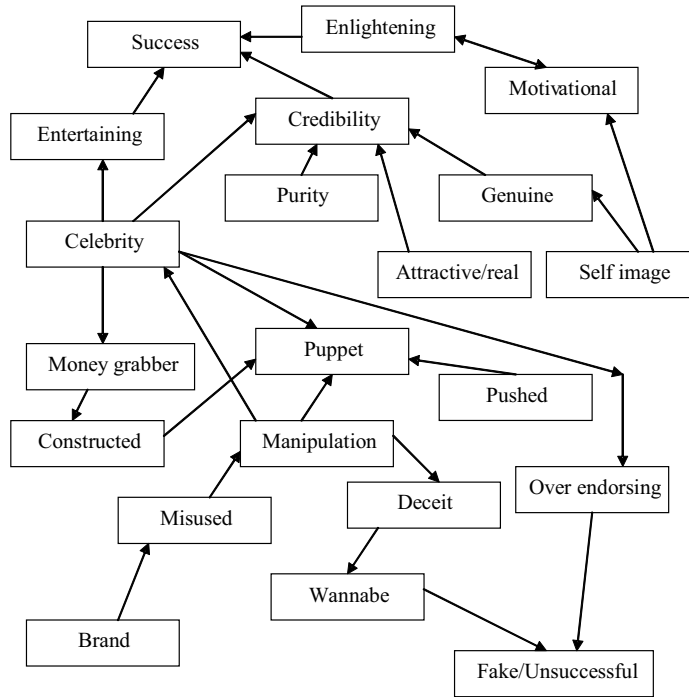 Enlightening
Success
Motivational
Credibility
Entertaining
Purity
Genuine
Celebrity
Attractive/real
Self image
Puppet
Money grabber
Pushed
Constructed
Manipulation
Over endorsing
Deceit
Misused
Wannabe
Brand
Fake/Unsuccessful